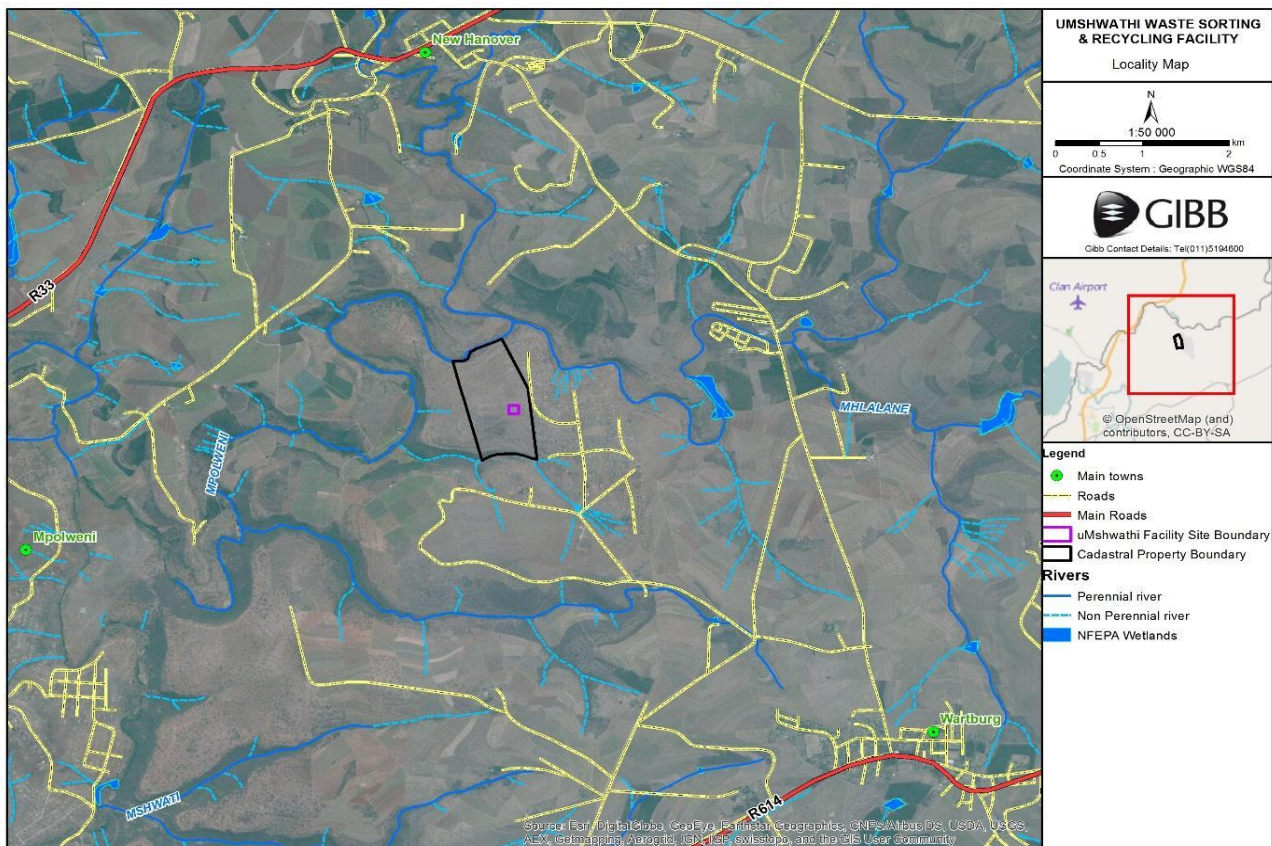 New Hanover
R33
MPOLWENI
Mpolweni
MHLALANE
Wartburg
R614
MSHWATI
Source: Esri, DigitalGlobe, GeoEye, Earthstar Geographics, CNES/Airbus DS, USDA, USGS,
AEX, Getmapping, Aerogrid, IGN, IGP, swisstopo, and the GIS User Community
UMSHWATHI WASTE SORTING
& RECYCLING FACILITY
Locality Map
N
1:50 000
km
0 0.5 1 2
Coordinate System : Geographic WGS84
GIBB
Gibb Contact Details: Tel(011)5194600
Clan Airport
© OpenStreetMap (and)
contributors, CC-BY-SA
Legend
Main towns
Roads
Main Roads
uMshwathi Facility Site Boundary
Cadastral Property Boundary
Rivers
Perennial river
Non Perennial river
NFEPA Wetlands